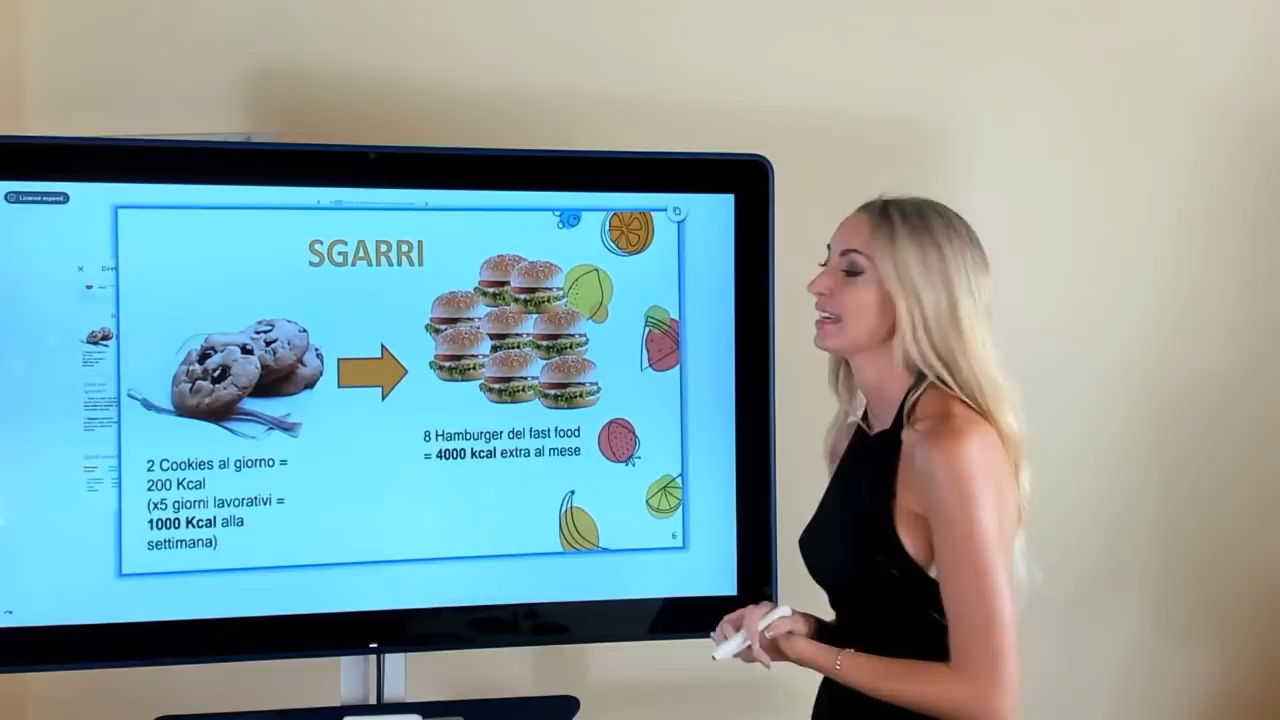 License expired
SGARRI
2 Cookies al giorno =
200 Kcal
(x5 giorni lavorativi =
1000 Kcal alla
settimana)
8 Hamburger del fast food
= 4000 kcal extra al mese
6